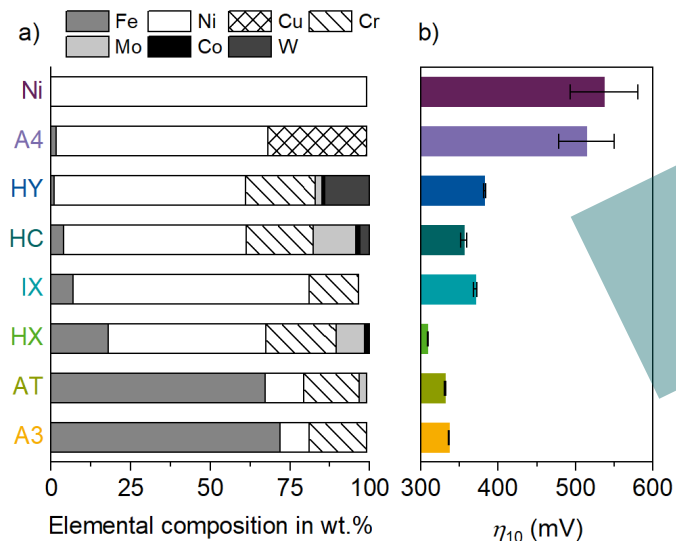 a)
Fe Ni Cu Cr
Mo Co W
b)
Ni
A4
HY
HC
IX
HX
AT
A3
0 25 50 75 100
Elemental composition in wt.%
300 400 500 600
η10 (mV)